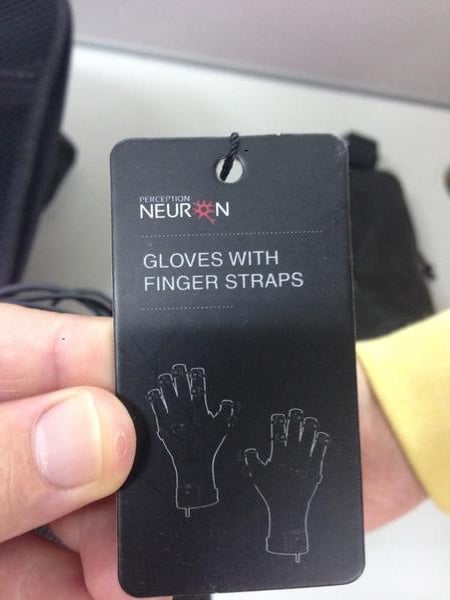 PERCEPTION
NEURON
GLOVES WITH
FINGER STRAPS